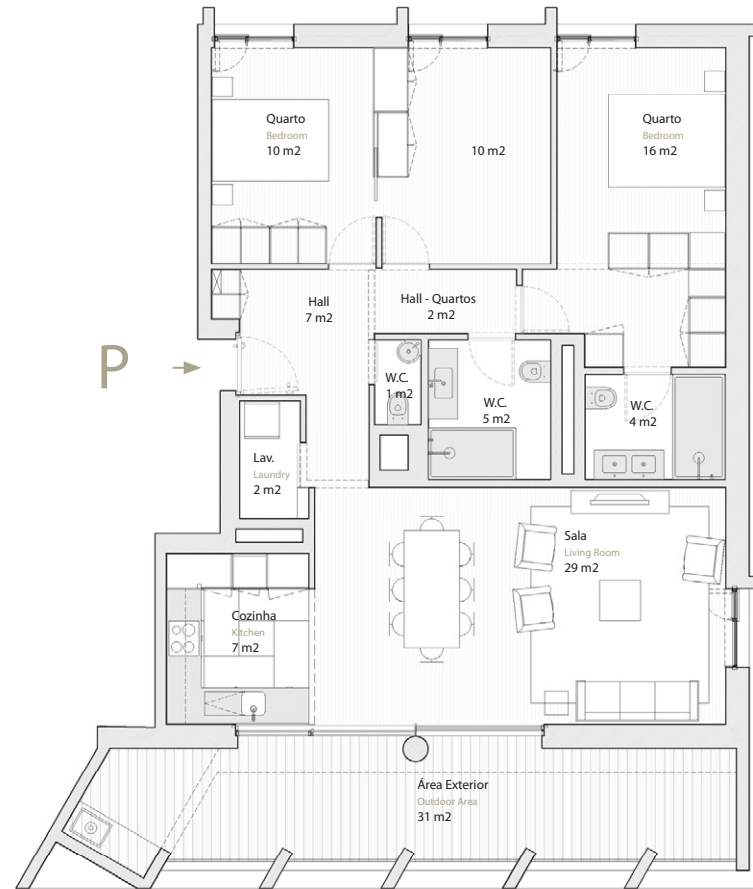 Quarto
Bedroom
10 m2
10 m2
Quarto
Bedroom
16 m2
Hall
7 m2
Hall - Quartos
2 m2
P
W.C.
1 m2
W.C.
5 m2
W.C.
4 m2
Lav.
Laundry
2 m2
Sala
Living Room
29 m2
Cozinha
Kitchen
7 m2
Área Exterior
Outdoor Area
31 m2